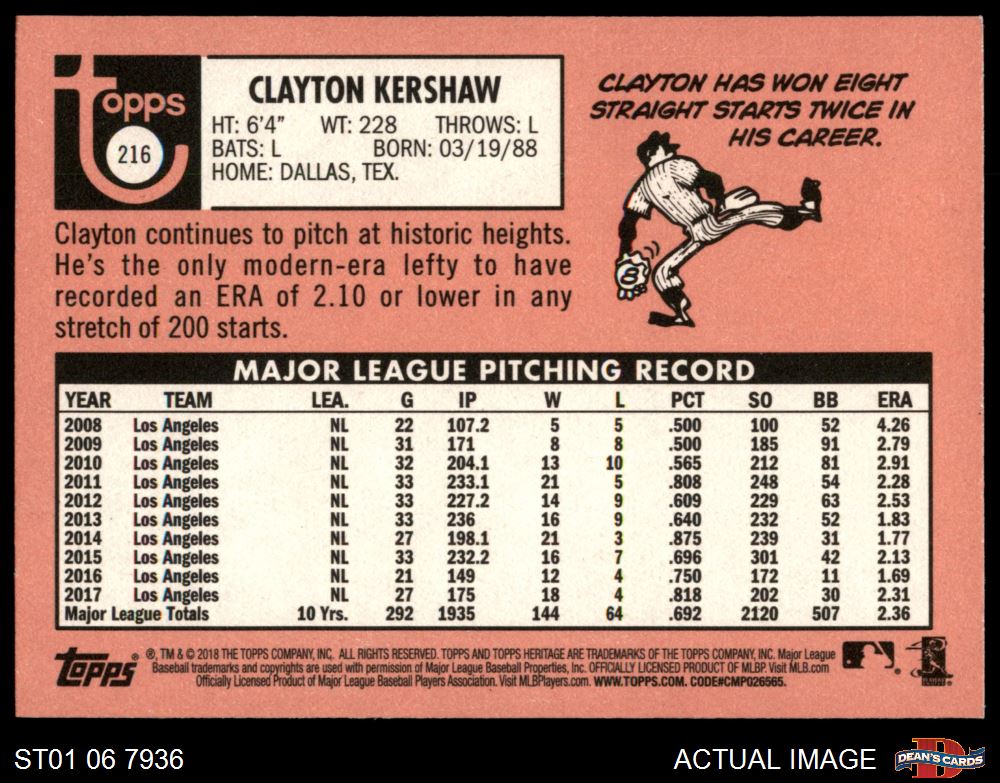 Topps
216
CLAYTON KERSHAW
HT: 6'4" WT: 228 THROWS: L
BATS: L BORN: 03/19/88
HOME: DALLAS, TEX.
CLAYTON HAS WON EIGHT
STRAIGHT STARTS TWICE IN
HIS CAREER.
8
Clayton continues to pitch at historic heights.
He's the only modern-era lefty to have
recorded an ERA of 2.10 or lower in any
stretch of 200 starts.
MAJOR LEAGUE PITCHING RECORD
YEAR TEAM LEA. G IP W L PCT SO BB ERA
2008 Los Angeles NL 22 107.2 5 5 .500 100 52 4.26
2009 Los Angeles NL 31 171 8 8 .500 185 91 2.79
2010 Los Angeles NL 32 204.1 13 10 .565 212 81 2.91
2011 Los Angeles NL 33 233.1 21 5 .808 248 54 2.28
2012 Los Angeles NL 33 227.2 14 9 .609 229 63 2.53
2013 Los Angeles NL 33 236 16 9 .640 232 52 1.83
2014 Los Angeles NL 27 198.1 21 3 .875 239 31 1.77
2015 Los Angeles NL 33 232.2 16 7 .696 301 42 2.13
2016 Los Angeles NL 21 149 12 4 .750 172 11 1.69
2017 Los Angeles NL 27 175 18 4 .818 202 30 2.31
Major League Totals 10 Yrs. 292 1935 144 64 .692 2120 507 2.36
Topps ® ®, TM & © 2018 THE TOPPS COMPANY, INC. ALL RIGHTS RESERVED. TOPPS AND TOPPS HERITAGE ARE TRADEMARKS OF THE TOPPS COMPANY, INC. Major League
Baseball trademarks and copyrights are used with permission of Major League Baseball Properties, Inc. OFFICIALLY LICENSED PRODUCT OF MLBP. Visit MLB.com
Officially Licensed Product of Major League Baseball Players Association. Visit MLBPlayers.com. WWW.TOPPS.COM. CODE#CMP026565.
ST01 06 7936
ACTUAL IMAGE
D
DEAN'S CARDS